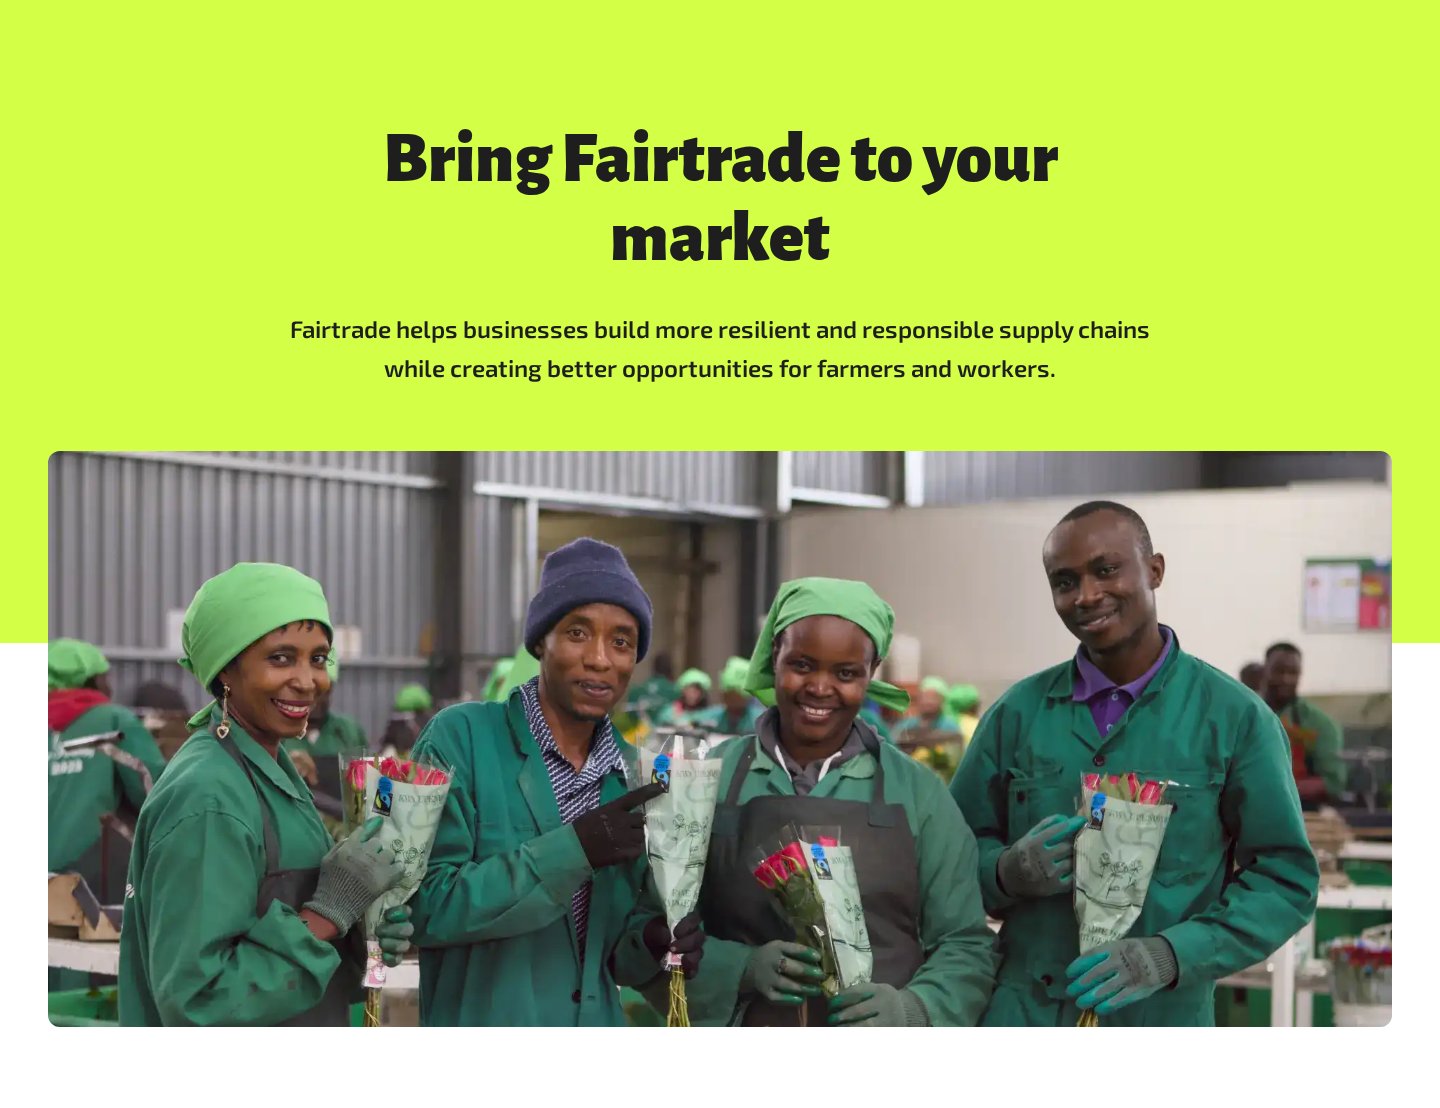 Bring Fairtrade to your
market
Fairtrade helps businesses build more resilient and responsible supply chains
while creating better opportunities for farmers and workers.